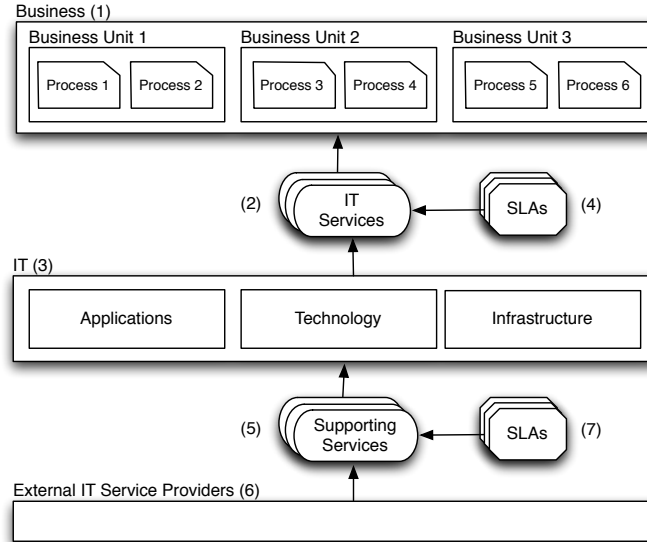 Business (1)
Business Unit 1
Business Unit 2
Business Unit 3
Process 1
Process 2
Process 3
Process 4
Process 5
Process 6
(2)
IT
Services
SLAs
(4)
IT (3)
Applications
Technology
Infrastructure
(5)
Supporting
Services
SLAs
(7)
External IT Service Providers (6)